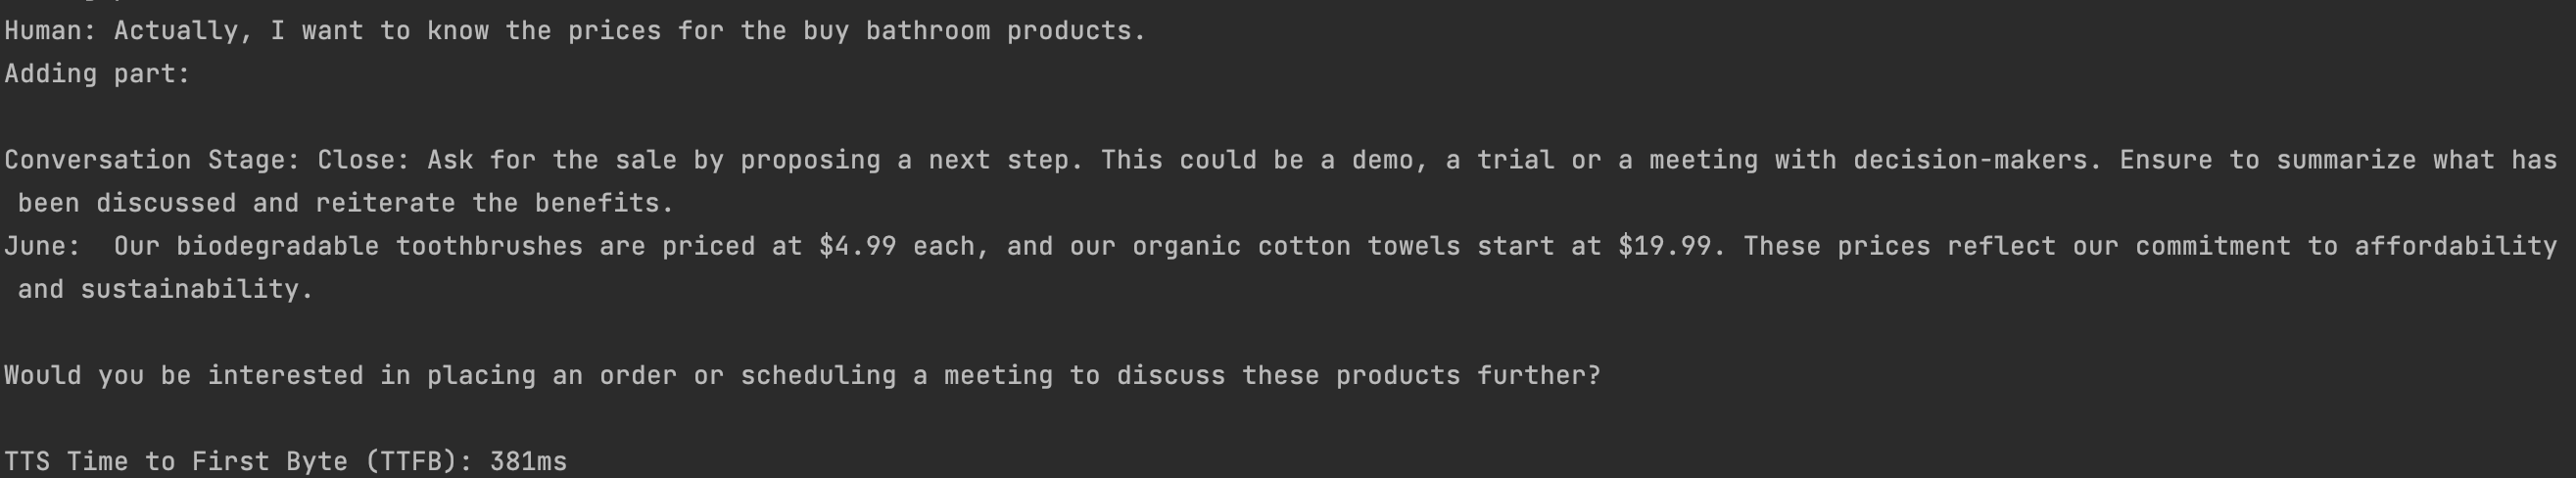 Human: Actually, I want to know the prices for the buy bathroom products.
Adding part:
Conversation Stage: Close: Ask for the sale by proposing a next step. This could be a demo, a trial or a meeting with decision-makers. Ensure to summarize what has
been discussed and reiterate the benefits.
June:  Our biodegradable toothbrushes are priced at $4.99 each, and our organic cotton towels start at $19.99. These prices reflect our commitment to affordability
and sustainability.
Would you be interested in placing an order or scheduling a meeting to discuss these products further?
TTS Time to First Byte (TTFB): 381ms